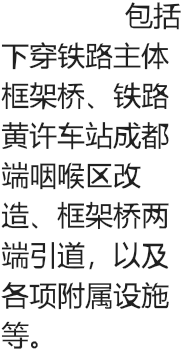 包括
下穿铁路主体
框架桥、铁路
黄许车站成都
端咽喉区改
造、框架桥两
端引道，以及
各项附属设施
等。